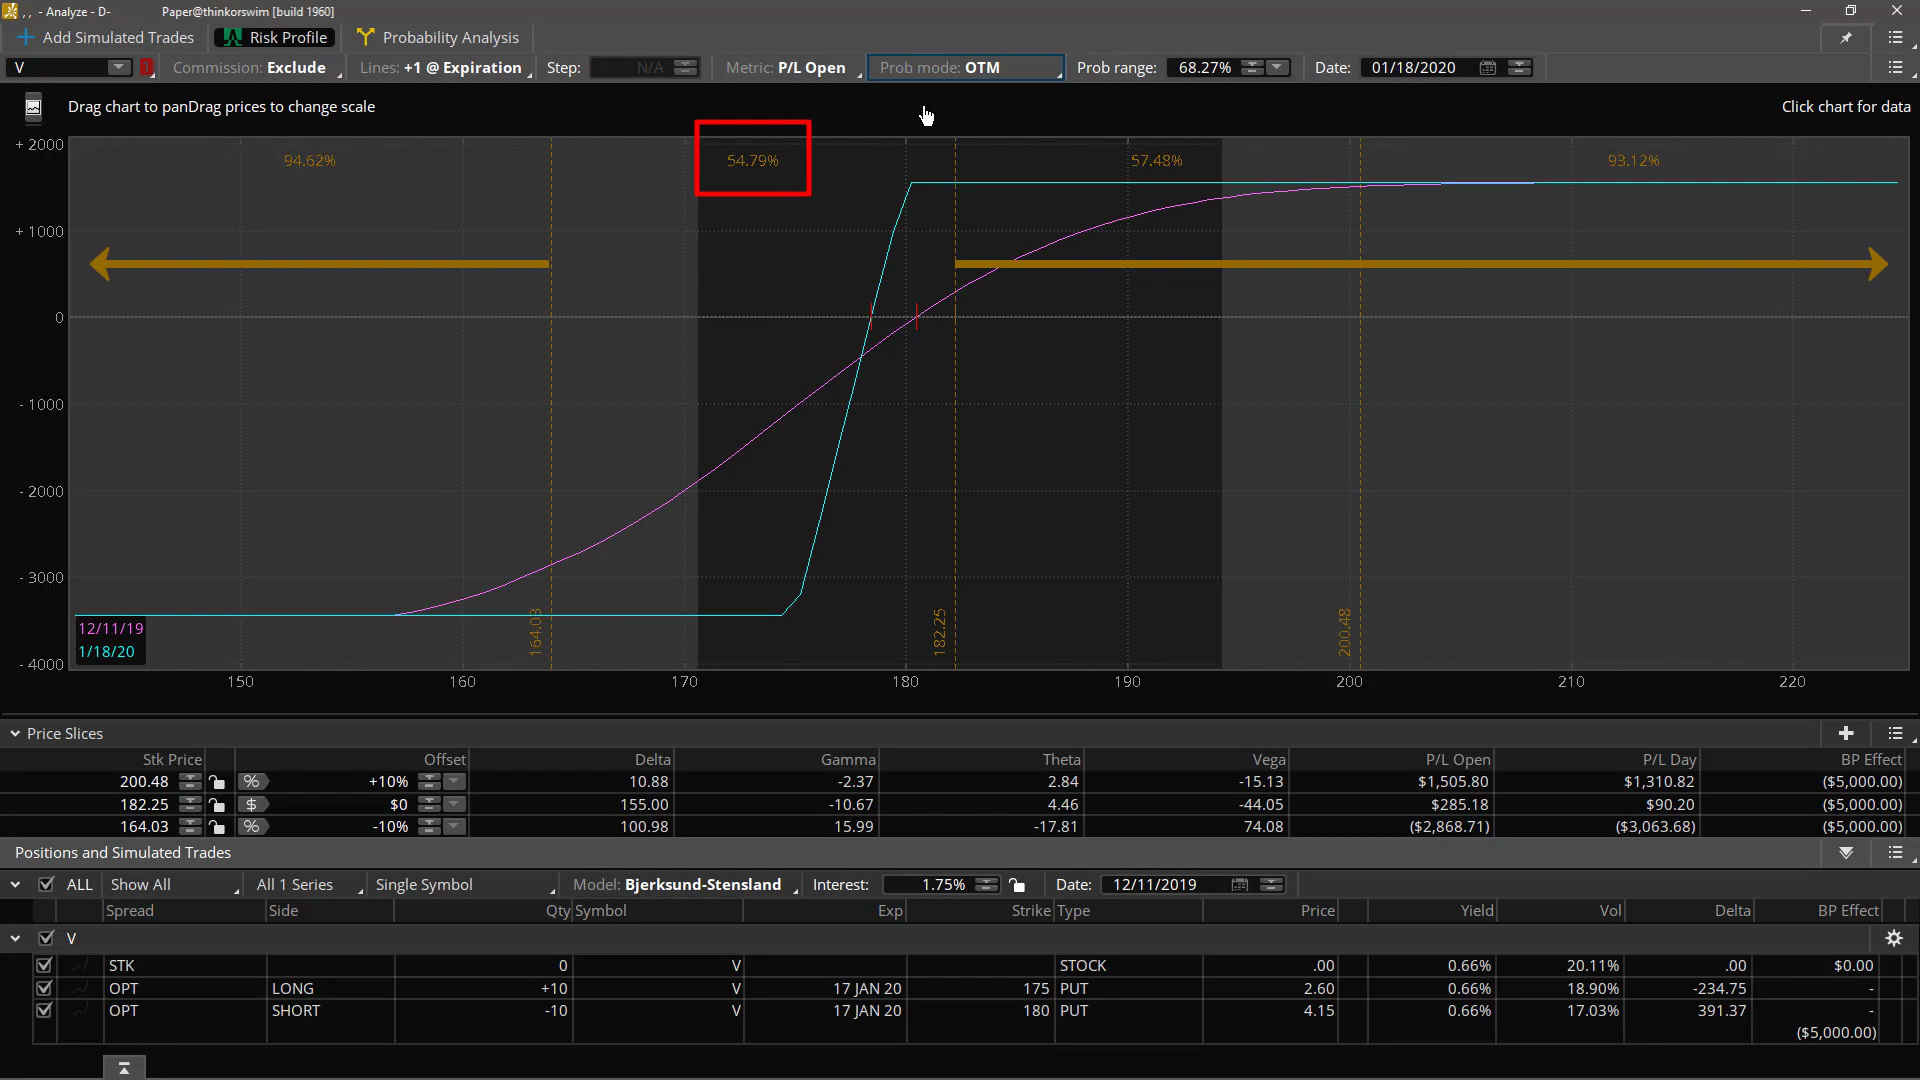 ,, - Analyze - D- Paper@thinkorswim [build 1960]
Add Simulated Trades Risk Profile Probability Analysis
V 1 Commission: Exclude Lines: +1 @ Expiration Step: N/A Metric: P/L Open Prob mode: OTM Prob range: 68.27% Date: 01/18/2020
Drag chart to panDrag prices to change scale Click chart for data
+ 2000
94.62% 54.79% 57.48% 93.12%
+ 1000
0
- 1000
- 2000
- 3000
164.03 182.25 200.48
12/11/19
1/18/20
- 4000
150 160 170 180 190 200 210 220
Price Slices
Stk Price Offset Delta Gamma Theta Vega P/L Open P/L Day BP Effect
200.48 % +10% 10.88 -2.37 2.84 -15.13 $1,505.80 $1,310.82 ($5,000.00)
182.25 $ $0 155.00 -10.67 4.46 -44.05 $285.18 $90.20 ($5,000.00)
164.03 % -10% 100.98 15.99 -17.81 74.08 ($2,868.71) ($3,063.68) ($5,000.00)
Positions and Simulated Trades
ALL Show All All 1 Series Single Symbol Model: Bjerksund-Stensland Interest: 1.75% Date: 12/11/2019
Spread Side Qty Symbol Exp Strike Type Price Yield Vol Delta BP Effect
V
STK 0 V STOCK .00 0.66% 20.11% .00 $0.00
OPT LONG +10 V 17 JAN 20 175 PUT 2.60 0.66% 18.90% -234.75 -
OPT SHORT -10 V 17 JAN 20 180 PUT 4.15 0.66% 17.03% 391.37 -
($5,000.00)